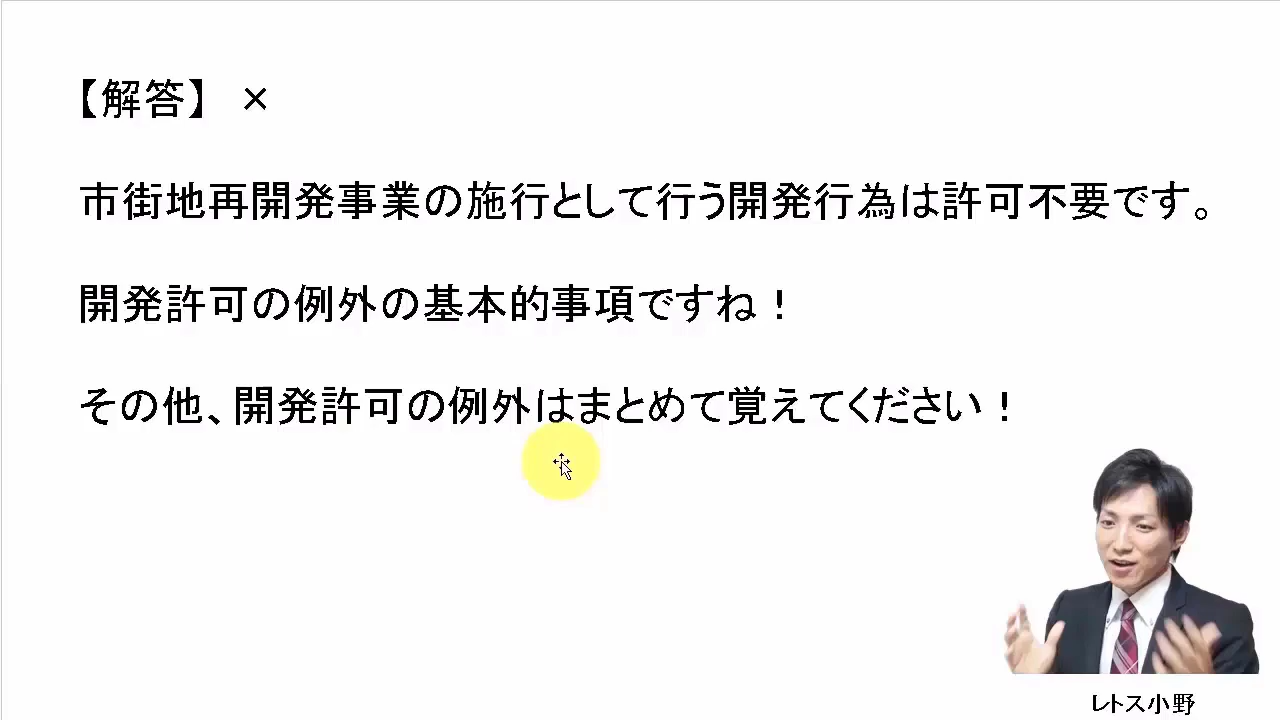 【解答】 ×
市街地再開発事業の施行として行う開発行為は許可不要です。
開発許可の例外の基本的事項ですね！
その他、開発許可の例外はまとめて覚えてください！
レトス小野